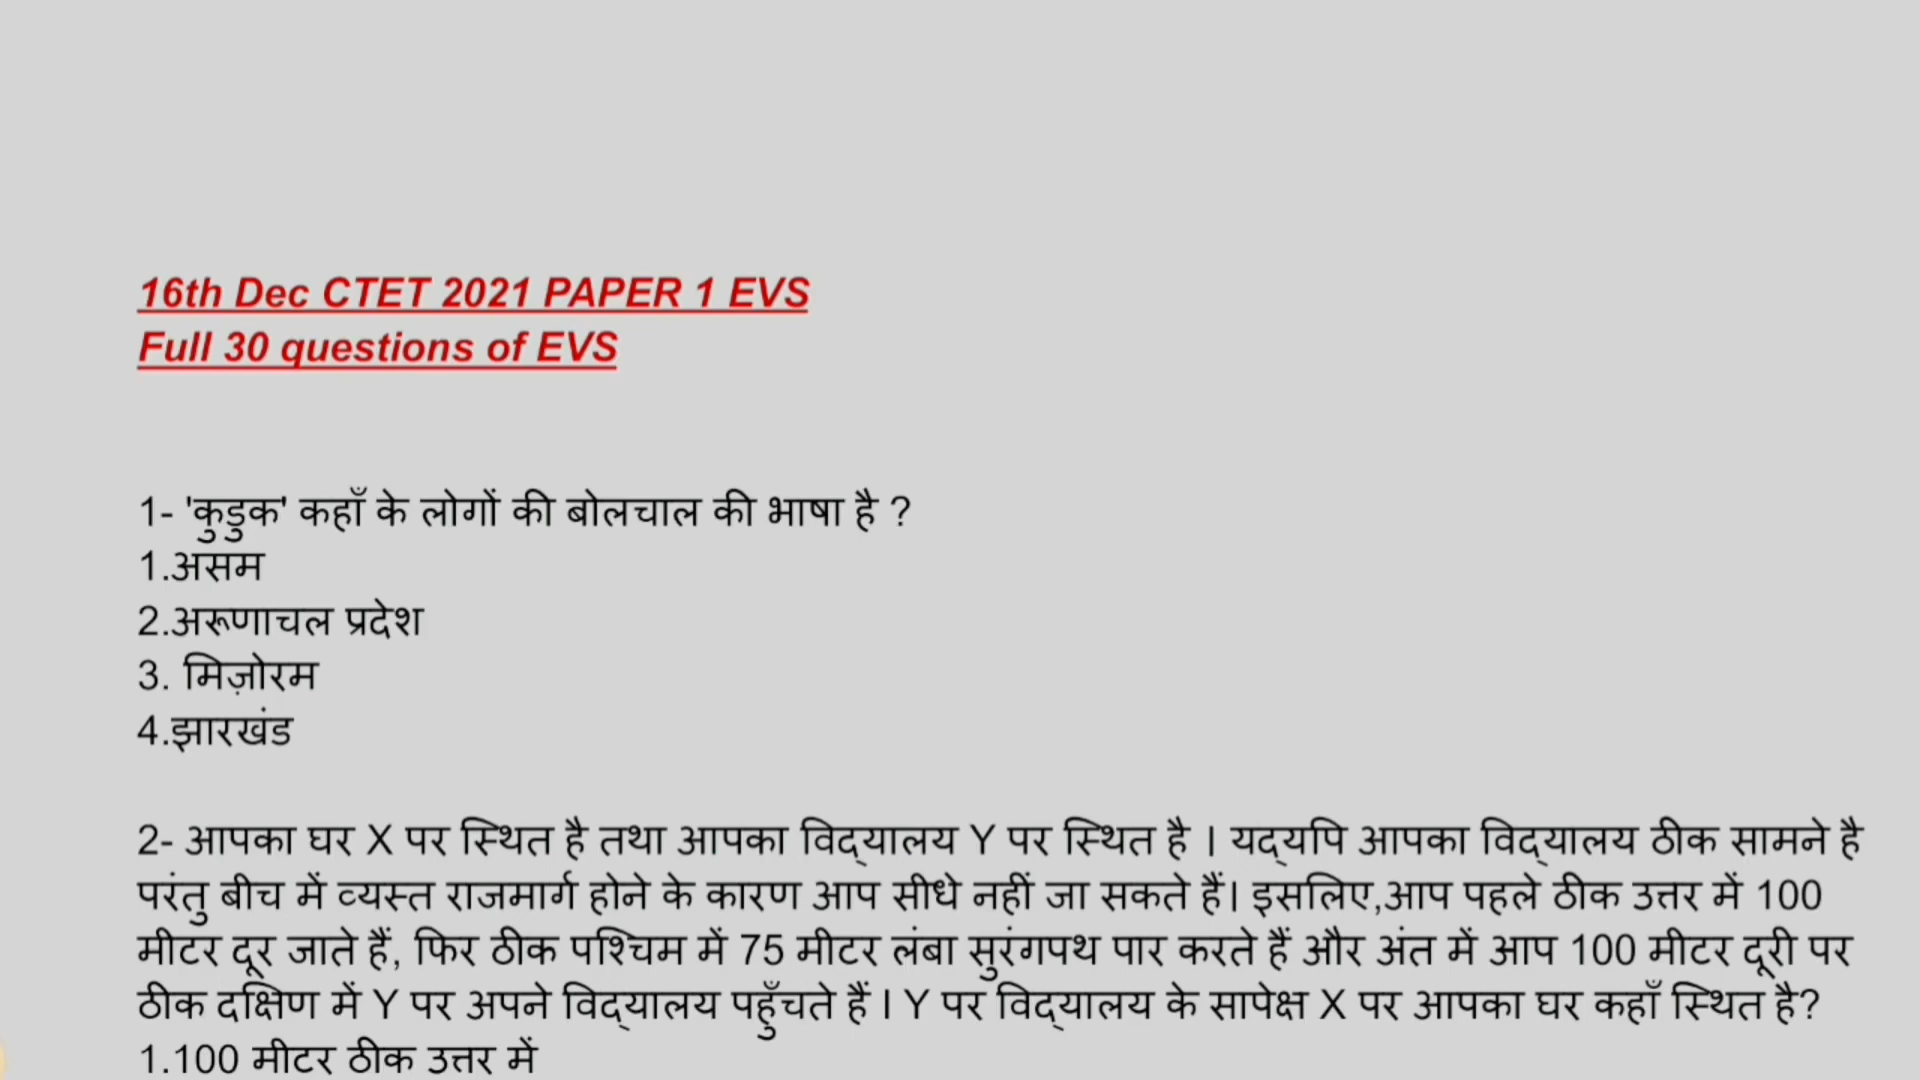 16th Dec CTET 2021 PAPER 1 EVS
Full 30 questions of EVS
1- 'कुडुक' कहाँ के लोगों की बोलचाल की भाषा है ?
1.असम
2.अरूणाचल प्रदेश
3. मिज़ोरम
4.झारखंड
2- आपका घर X पर स्थित है तथा आपका विद्यालय Y पर स्थित है । यद्यपि आपका विद्यालय ठीक सामने है
परंतु बीच में व्यस्त राजमार्ग होने के कारण आप सीधे नहीं जा सकते हैं। इसलिए,आप पहले ठीक उत्तर में 100
मीटर दूर जाते हैं, फिर ठीक पश्चिम में 75 मीटर लंबा सुरंगपथ पार करते हैं और अंत में आप 100 मीटर दूरी पर
ठीक दक्षिण में Y पर अपने विद्यालय पहुँचते हैं । Y पर विद्यालय के सापेक्ष X पर आपका घर कहाँ स्थित है?
1.100 मीटर ठीक उत्तर में